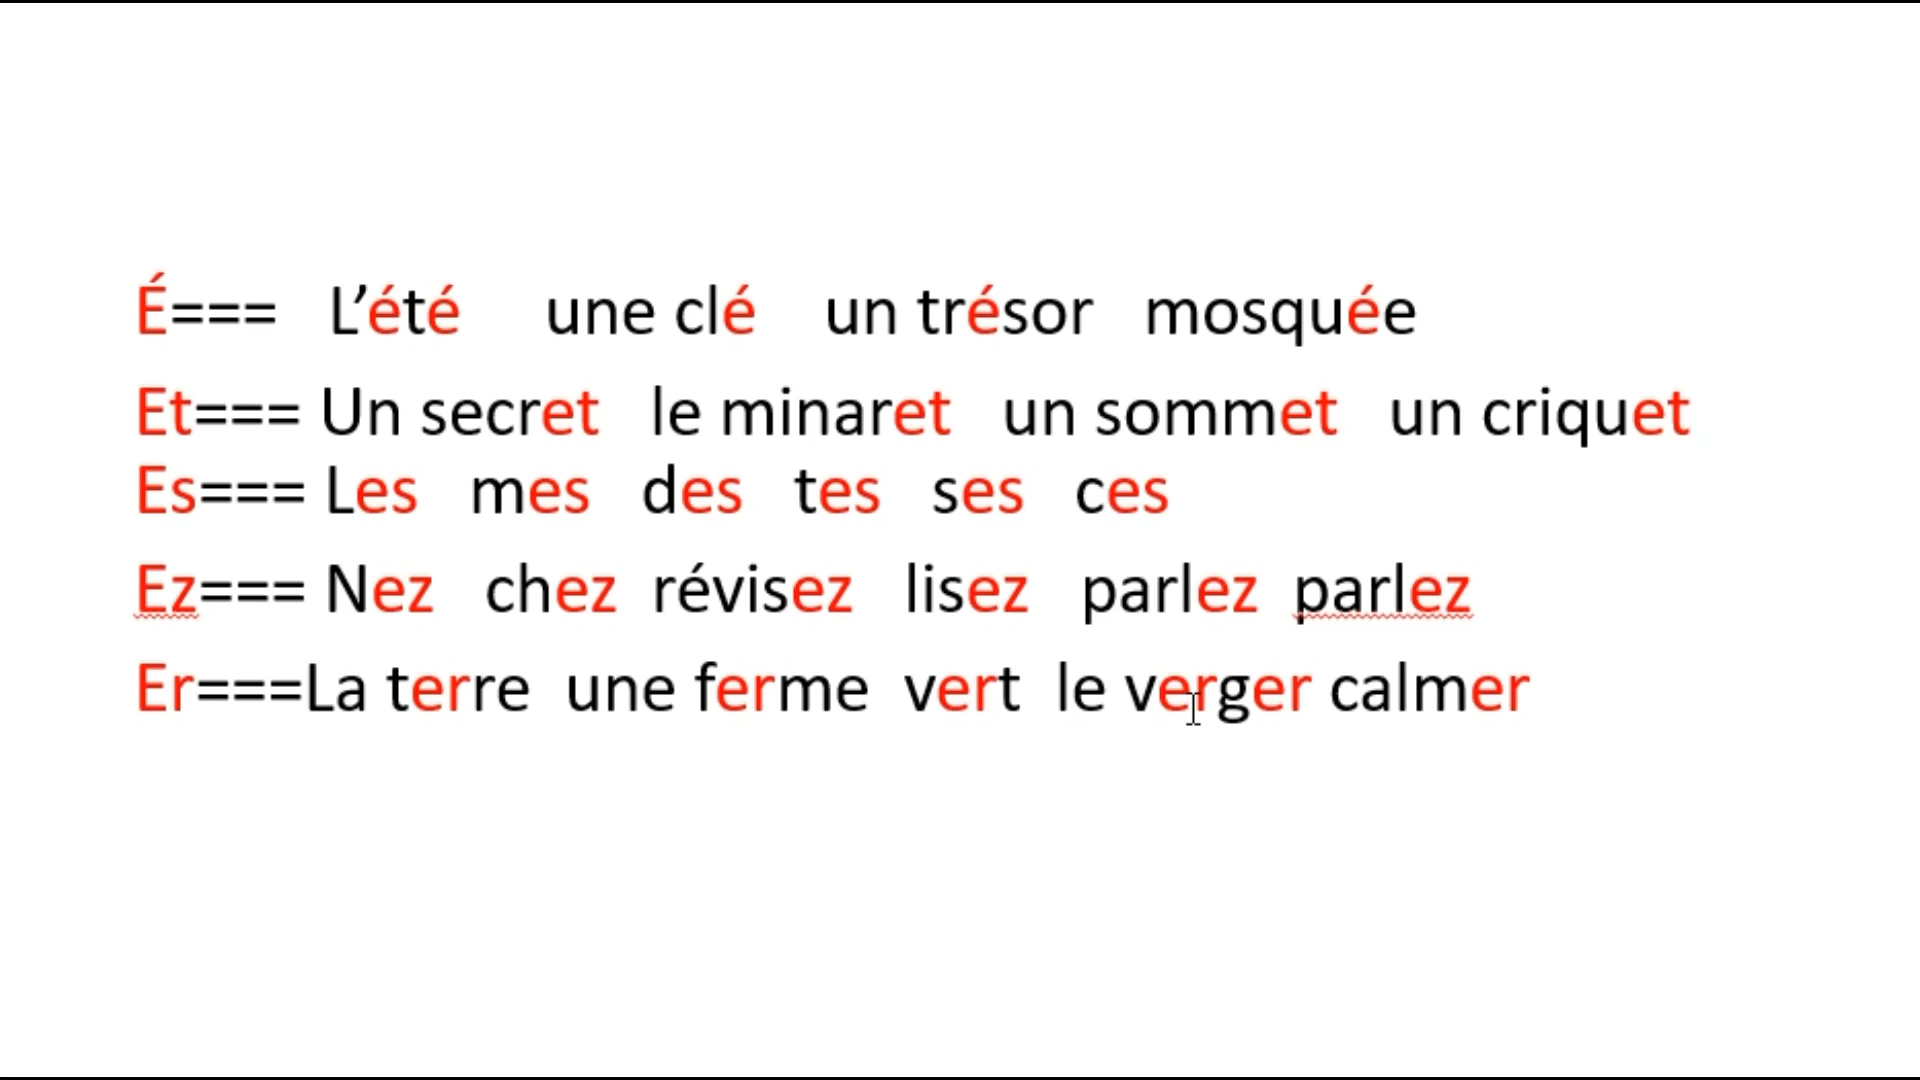 É=== L’été une clé un trésor mosquée
Et=== Un secret le minaret un sommet un criquet
Es=== Les mes des tes ses ces
Ez=== Nez chez révisez lisez parlez parlez
Er===La terre une ferme vert le verger calmer